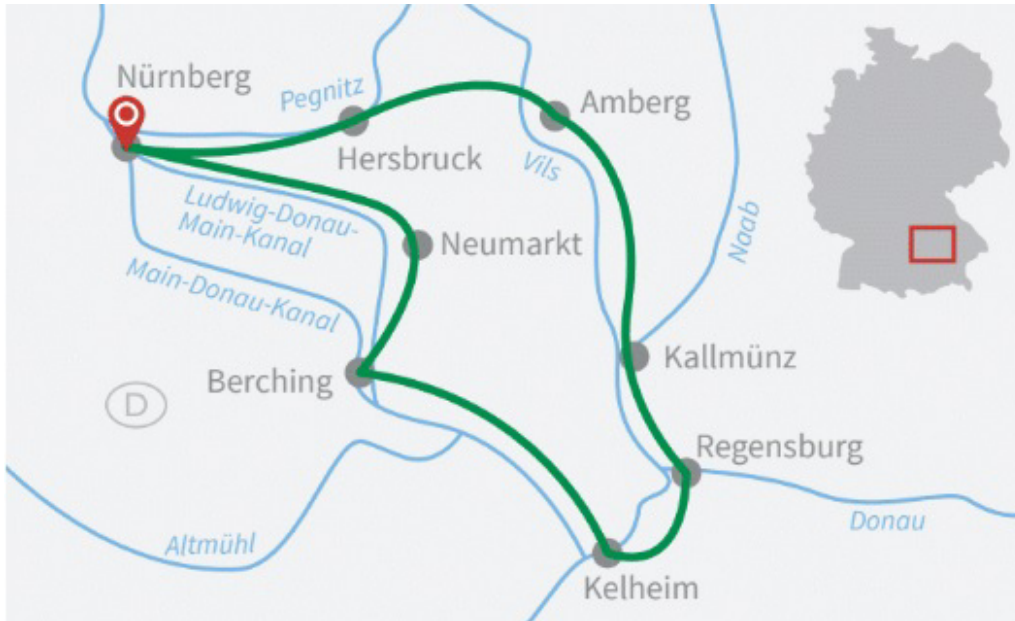 Nürnberg
Pegnitz
Amberg
Hersbruck
Vils
Ludwig-Donau-
Main-Kanal
Naab
Neumarkt
Main-Donau-Kanal
Kallmünz
Berching
D
Regensburg
Donau
Altmühl
Kelheim